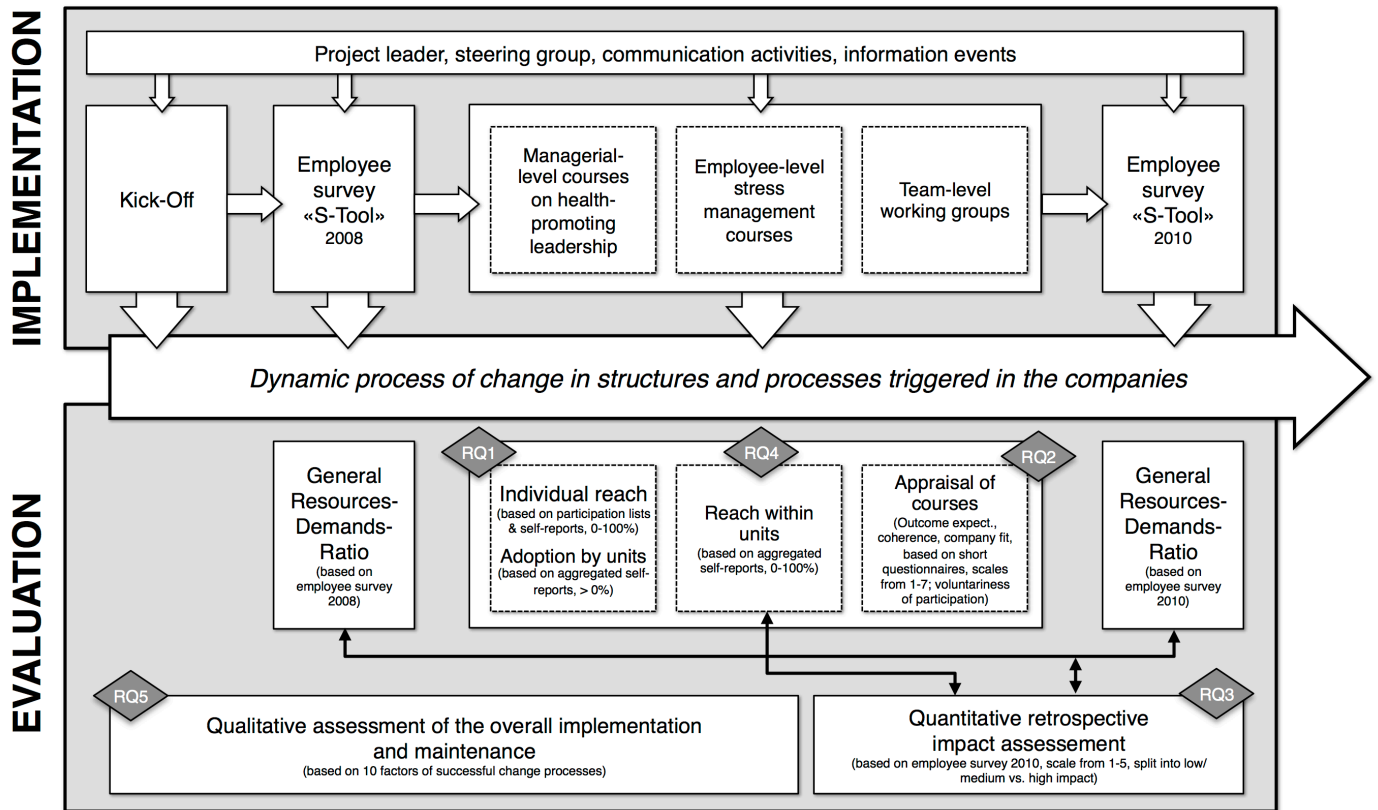 IMPLEMENTATION
Project leader, steering group, communication activities, information events
Kick-Off
Employee
survey
«S-Tool»
2008
Managerial-
level courses
on health-
promoting
leadership
Employee-level
stress
management
courses
Team-level
working groups
Employee
survey
«S-Tool»
2010
Dynamic process of change in structures and processes triggered in the companies
EVALUATION
General
Resources-
Demands-
Ratio
(based on
employee survey
2008)
RQ1
Individual reach
(based on participation lists
& self-reports, 0-100%)
Adoption by units
(based on aggregated self-
reports, > 0%)
RQ4
Reach within
units
(based on aggregated
self-reports, 0-100%)
RQ2
Appraisal of
courses
(Outcome expect.,
coherence, company fit,
based on short
questionnaires, scales
from 1-7; voluntariness
of participation)
General
Resources-
Demands-
Ratio
(based on
employee survey
2010)
RQ5
Qualitative assessment of the overall implementation
and maintenance
(based on 10 factors of successful change processes)
RQ3
Quantitative retrospective
impact assessement
(based on employee survey 2010, scale from 1-5, split into low/
medium vs. high impact)